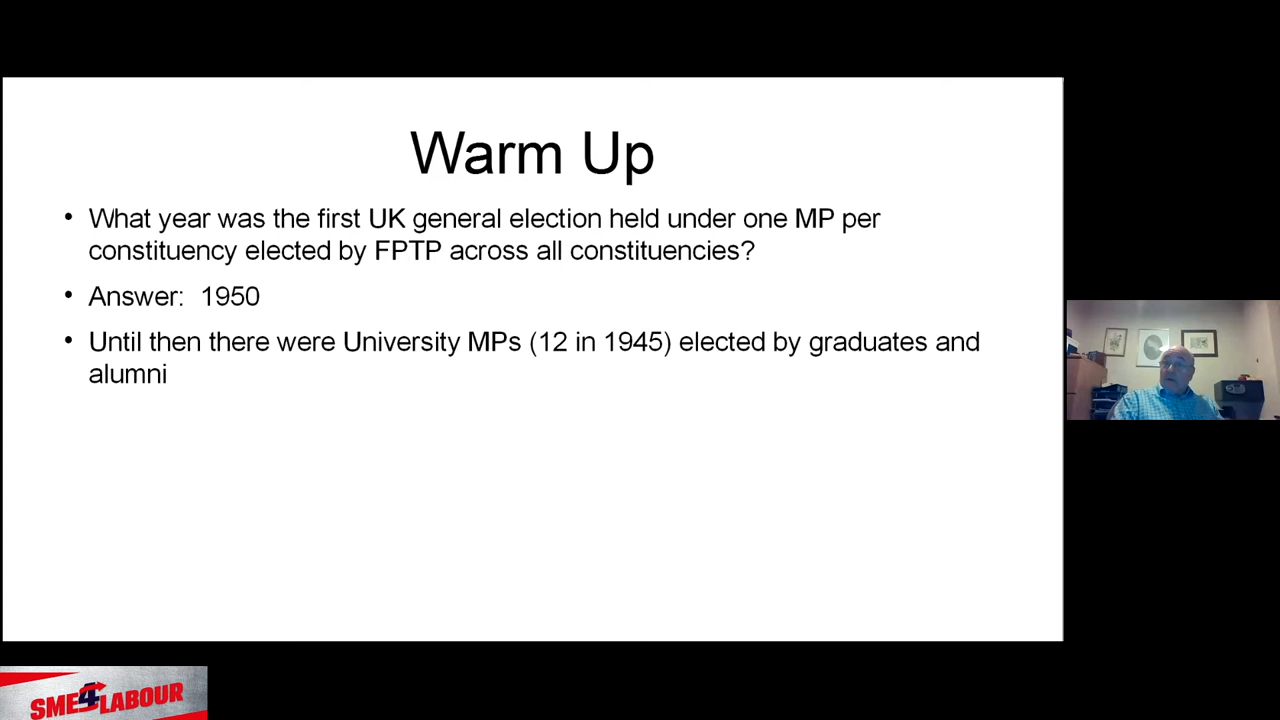 Warm Up
• What year was the first UK general election held under one MP per
constituency elected by FPTP across all constituencies?
• Answer:  1950
• Until then there were University MPs (12 in 1945) elected by graduates and
alumni
SME4LABOUR